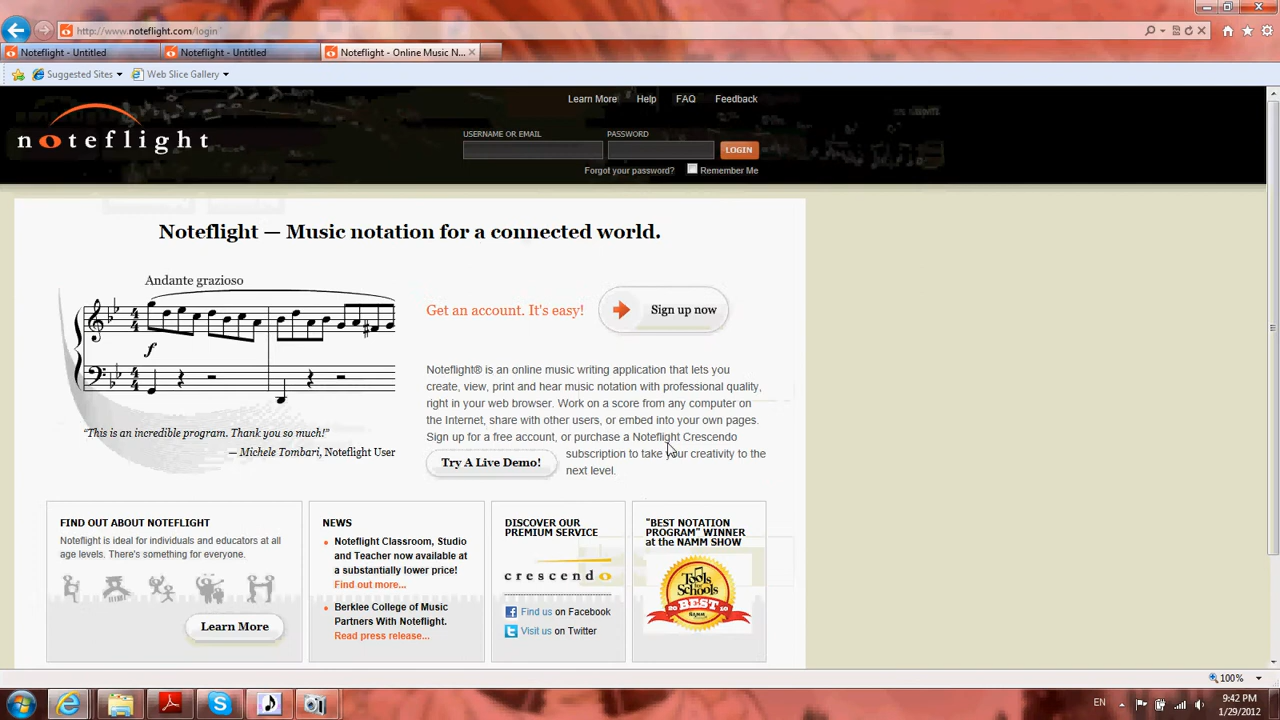 http://www.noteflight.com/login
Noteflight - Untitled
Noteflight - Untitled
Noteflight - Online Music N...
Suggested Sites
Web Slice Gallery
Learn More Help FAQ Feedback
noteflight
USERNAME OR EMAIL PASSWORD
LOGIN
Forgot your password? Remember Me
Noteflight — Music notation for a connected world.
Andante grazioso
f
"This is an incredible program. Thank you so much!"
— Michele Tombari, Noteflight User
Get an account. It's easy! Sign up now
Noteflight® is an online music writing application that lets you
create, view, print and hear music notation with professional quality,
right in your web browser. Work on a score from any computer on
the Internet, share with other users, or embed into your own pages.
Sign up for a free account, or purchase a Noteflight Crescendo
subscription to take your creativity to the
next level.
Try A Live Demo!
FIND OUT ABOUT NOTEFLIGHT
Noteflight is ideal for individuals and educators at all
age levels. There's something for everyone.
Learn More
NEWS
Noteflight Classroom, Studio
and Teacher now available at
a substantially lower price!
Find out more...
Berklee College of Music
Partners With Noteflight.
Read press release...
DISCOVER OUR
PREMIUM SERVICE
crescendo
Find us on Facebook
Visit us on Twitter
"BEST NOTATION
PROGRAM" WINNER
at the NAMM SHOW
Tools
for
Schools
20 BEST 10
NAMM
100%
EN
9:42 PM
1/29/2012